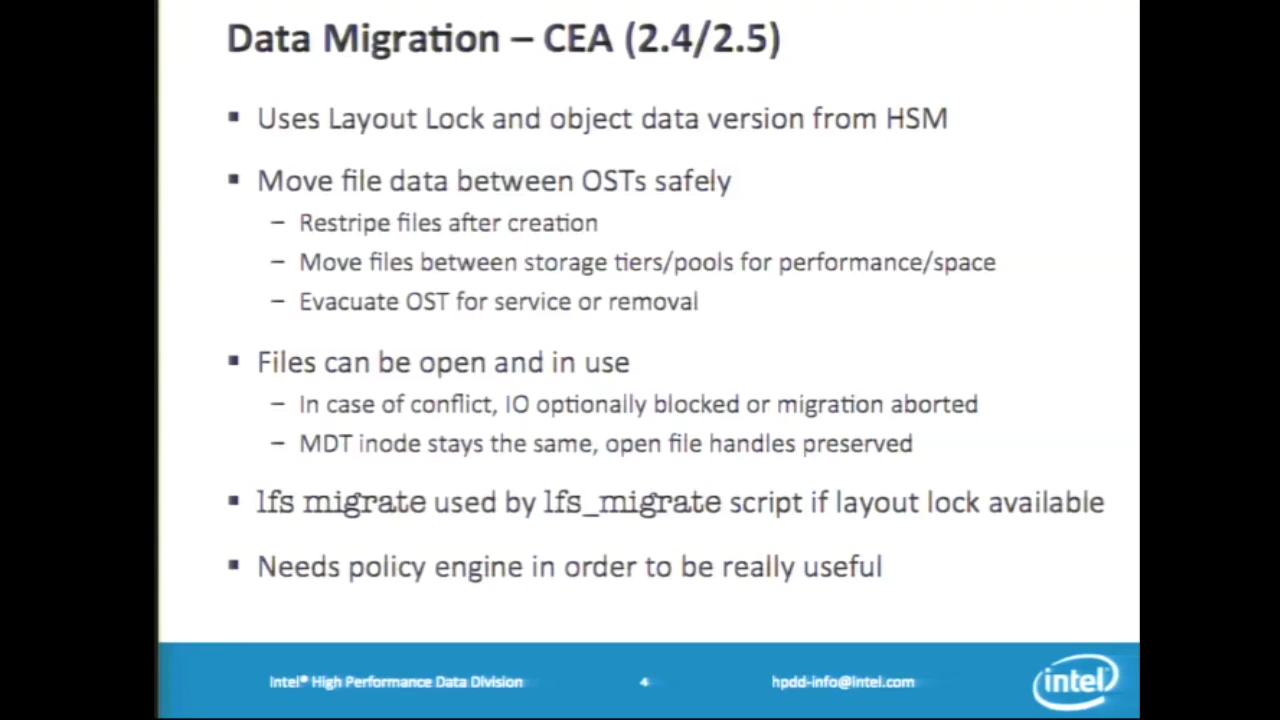 Data Migration – CEA (2.4/2.5)
▪ Uses Layout Lock and object data version from HSM
▪ Move file data between OSTs safely
– Restripe files after creation
– Move files between storage tiers/pools for performance/space
– Evacuate OST for service or removal
▪ Files can be open and in use
– In case of conflict, IO optionally blocked or migration aborted
– MDT inode stays the same, open file handles preserved
▪ lfs migrate used by lfs_migrate script if layout lock available
▪ Needs policy engine in order to be really useful
Intel® High Performance Data Division 4 hpdd-info@intel.com
intel